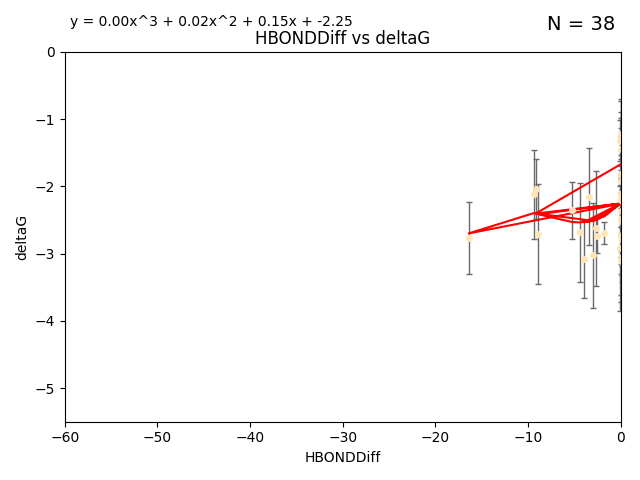 y = 0.00x^3 + 0.02x^2 + 0.15x + -2.25
N = 38
HBONDDiff vs deltaG
0
−1
−2
−3
−4
−5
deltaG
−60 −50 −40 −30 −20 −10 0
HBONDDiff